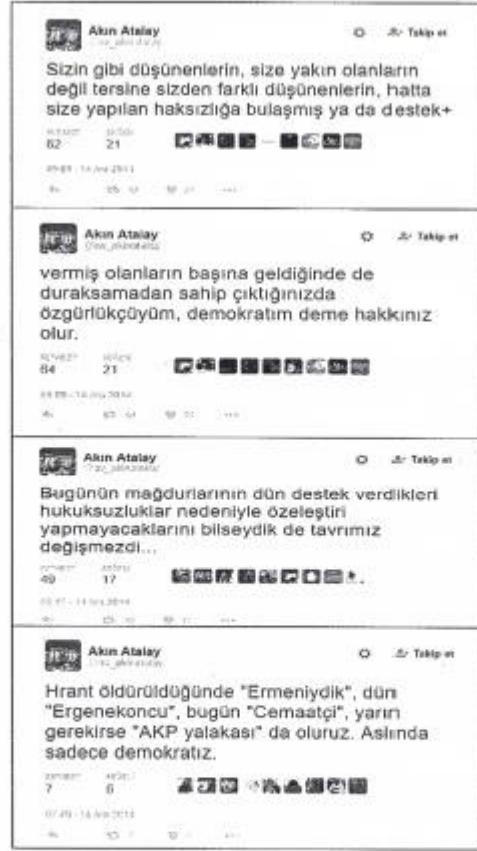 Akın Atalay
Takip et
Sizin gibi düşünenlerin, size yakın olanların
değil tersine sizden farklı düşünenlerin, hatta
size yapılan haksızlığa bulaşmış ya da destek+
62 21
Akın Atalay
Takip et
vermiş olanların başına geldiğinde de
duraksamadan sahip çıktığınızda
özgürlükçüyüm, demokratım deme hakkınız
olur.
64 21
Akın Atalay
Takip et
Bugünün mağdurlarının dün destek verdikleri
hukuksuzluklar nedeniyle özeleştiri
yapmayacaklarını bilseydik de tavrımız
değişmezdi...
49 17
Akın Atalay
Takip et
Hrant öldürüldüğünde "Ermeniydik", dün
"Ergenekoncu", bugün "Cemaatçi", yarın
gerekirse "AKP yalakası" da oluruz. Aslında
sadece demokratız.
7 6